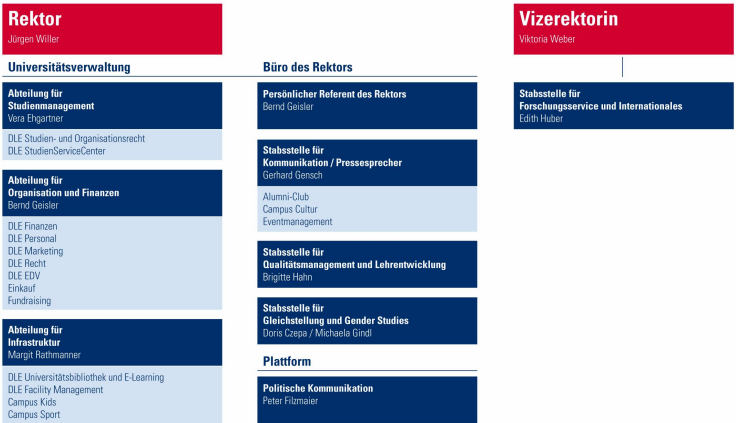 Rektor
Jürgen Willer
Universitätsverwaltung
Abteilung für
Studienmanagement
Vera Ehgartner
DLE Studien- und Organisationsrecht
DLE StudienServiceCenter
Abteilung für
Organisation und Finanzen
Bernd Geisler
DLE Finanzen
DLE Personal
DLE Marketing
DLE Recht
DLE EDV
Einkauf
Fundraising
Abteilung für
Infrastruktur
Margit Rathmanner
DLE Universitätsbibliothek und E-Learning
DLE Facility Management
Campus Kids
Campus Sport
Büro des Rektors
Persönlicher Referent des Rektors
Bernd Geisler
Stabsstelle für
Kommunikation / Pressesprecher
Gerhard Gensch
Alumni-Club
Campus Cultur
Eventmanagement
Stabsstelle für
Qualitätsmanagement und Lehrentwicklung
Brigitte Hahn
Stabsstelle für
Gleichstellung und Gender Studies
Doris Czepa / Michaela Gindl
Plattform
Politische Kommunikation
Peter Filzmaier
Vizerektorin
Viktoria Weber
Stabsstelle für
Forschungsservice und Internationales
Edith Huber